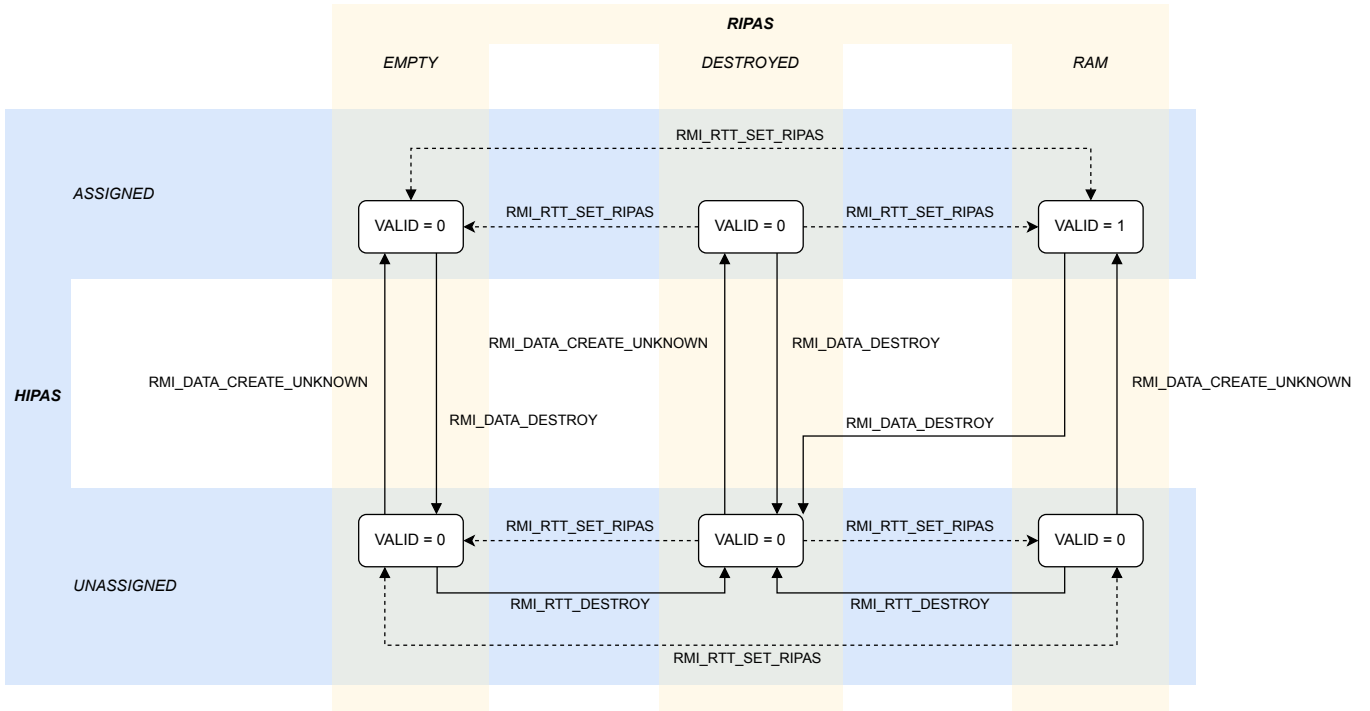 RIPAS
EMPTY
DESTROYED
RAM
RMI_RTT_SET_RIPAS
ASSIGNED
VALID = 0
RMI_RTT_SET_RIPAS
VALID = 0
RMI_RTT_SET_RIPAS
VALID = 1
RMI_DATA_CREATE_UNKNOWN
RMI_DATA_DESTROY
RMI_DATA_CREATE_UNKNOWN
RMI_DATA_CREATE_UNKNOWN
HIPAS
RMI_DATA_DESTROY
RMI_DATA_DESTROY
VALID = 0
RMI_RTT_SET_RIPAS
VALID = 0
RMI_RTT_SET_RIPAS
VALID = 0
UNASSIGNED
RMI_RTT_DESTROY
RMI_RTT_DESTROY
RMI_RTT_SET_RIPAS